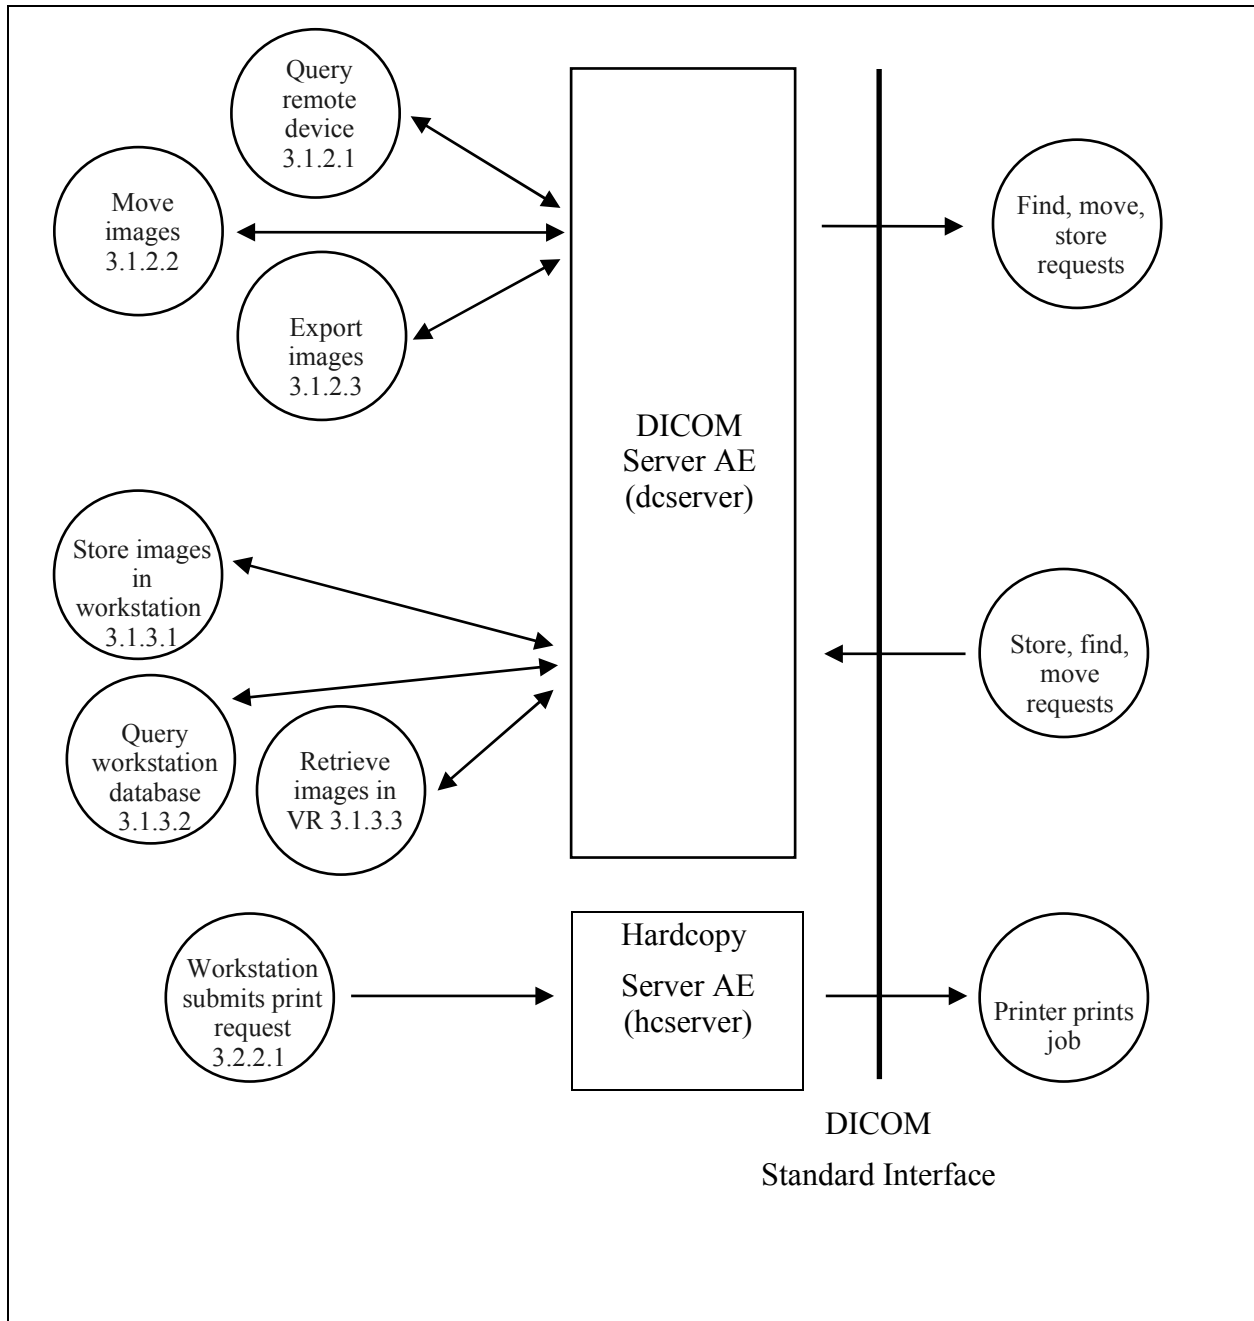 Query
remote
device
3.1.2.1
Move
images
3.1.2.2
Export
images
3.1.2.3
DICOM
Server AE
(dcserver)
Find, move,
store
requests
Store images
in
workstation
3.1.3.1
Query
workstation
database
3.1.3.2
Retrieve
images in
VR 3.1.3.3
Store, find,
move
requests
Workstation
submits print
request
3.2.2.1
Hardcopy
Server AE
(hcserver)
Printer prints
job
DICOM
Standard Interface